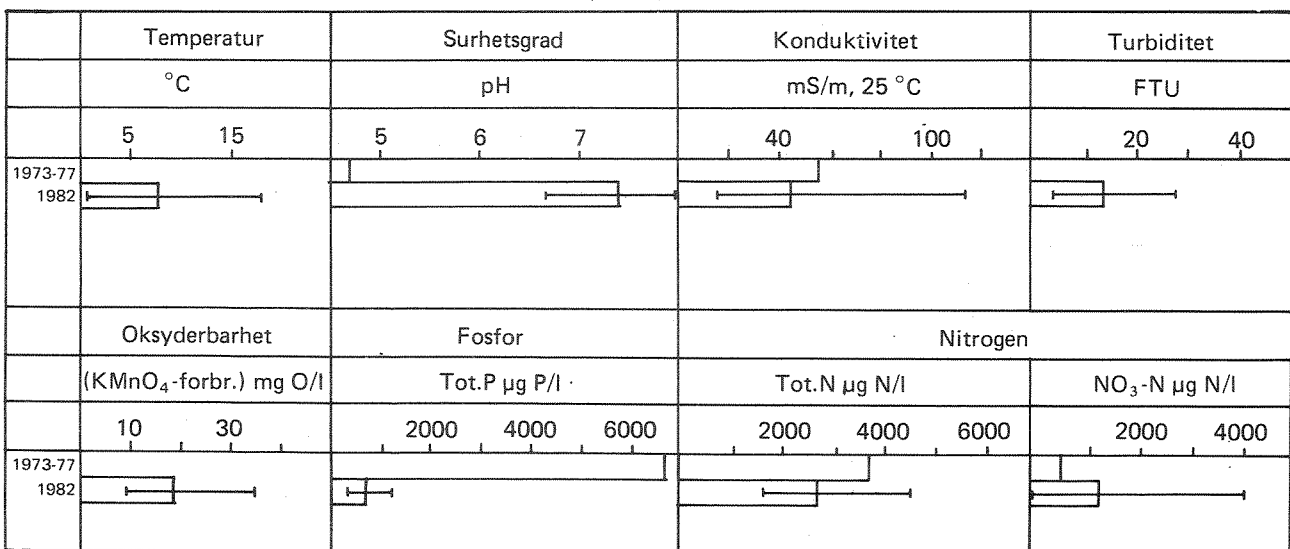 Temperatur Surhetsgrad Konduktivitet Turbiditet
°C pH mS/m, 25 °C FTU
5 15 5 6 7 40 100 20 40
1973-77
1982
Oksyderbarhet Fosfor Nitrogen
(KMnO₄-forbr.) mg O/l Tot.P µg P/l Tot.N µg N/l NO₃-N µg N/l
10 30 2000 4000 6000 2000 4000 6000 2000 4000
1973-77
1982